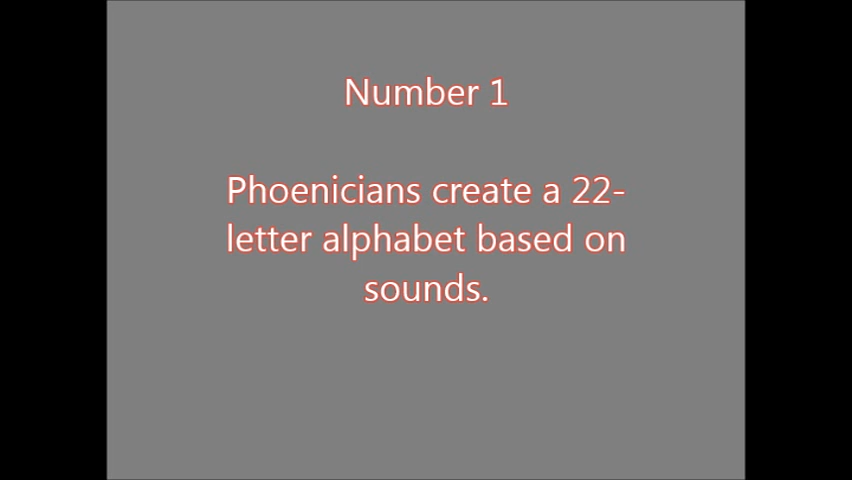 Number 1
Phoenicians create a 22-
letter alphabet based on
sounds.